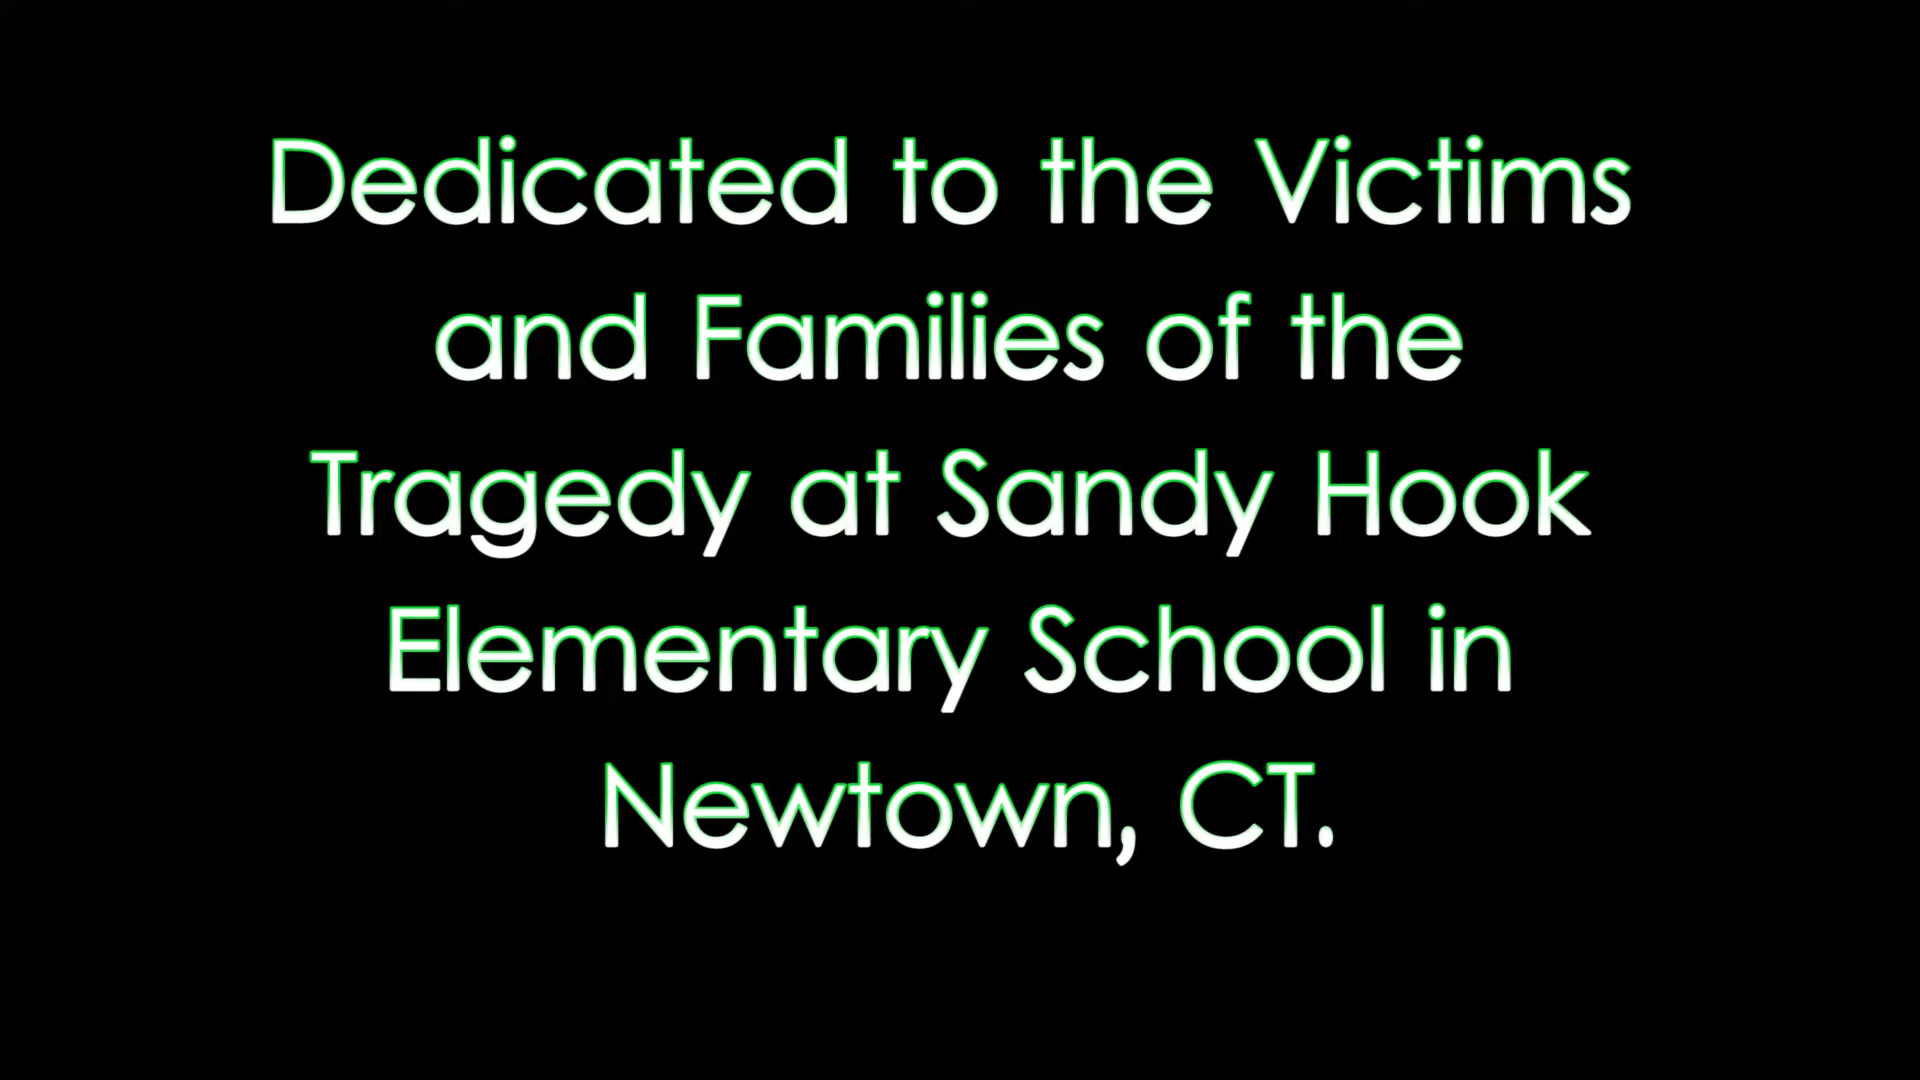 Dedicated to the Victims
and Families of the
Tragedy at Sandy Hook
Elementary School in
Newtown, CT.